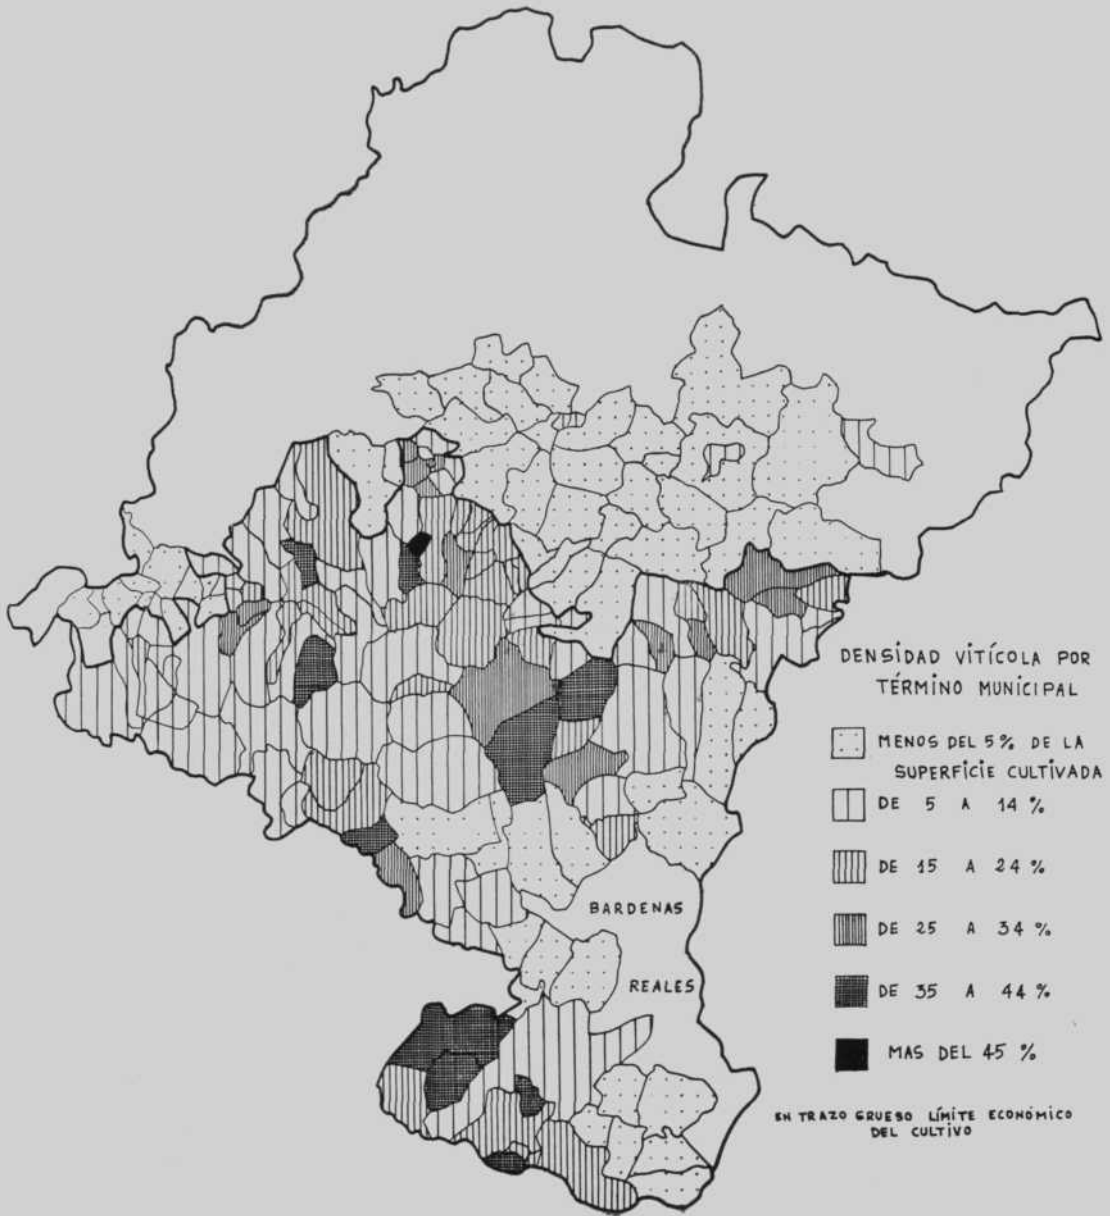 DENSIDAD VITÍCOLA POR
TÉRMINO MUNICIPAL
MENOS DEL 5% DE LA
SUPERFICIE CULTIVADA
DE 5 A 14 %
DE 15 A 24 %
DE 25 A 34 %
DE 35 A 44 %
MAS DEL 45 %
EN TRAZO GRUESO LÍMITE ECONÓMICO
DEL CULTIVO
BARDENAS
REALES